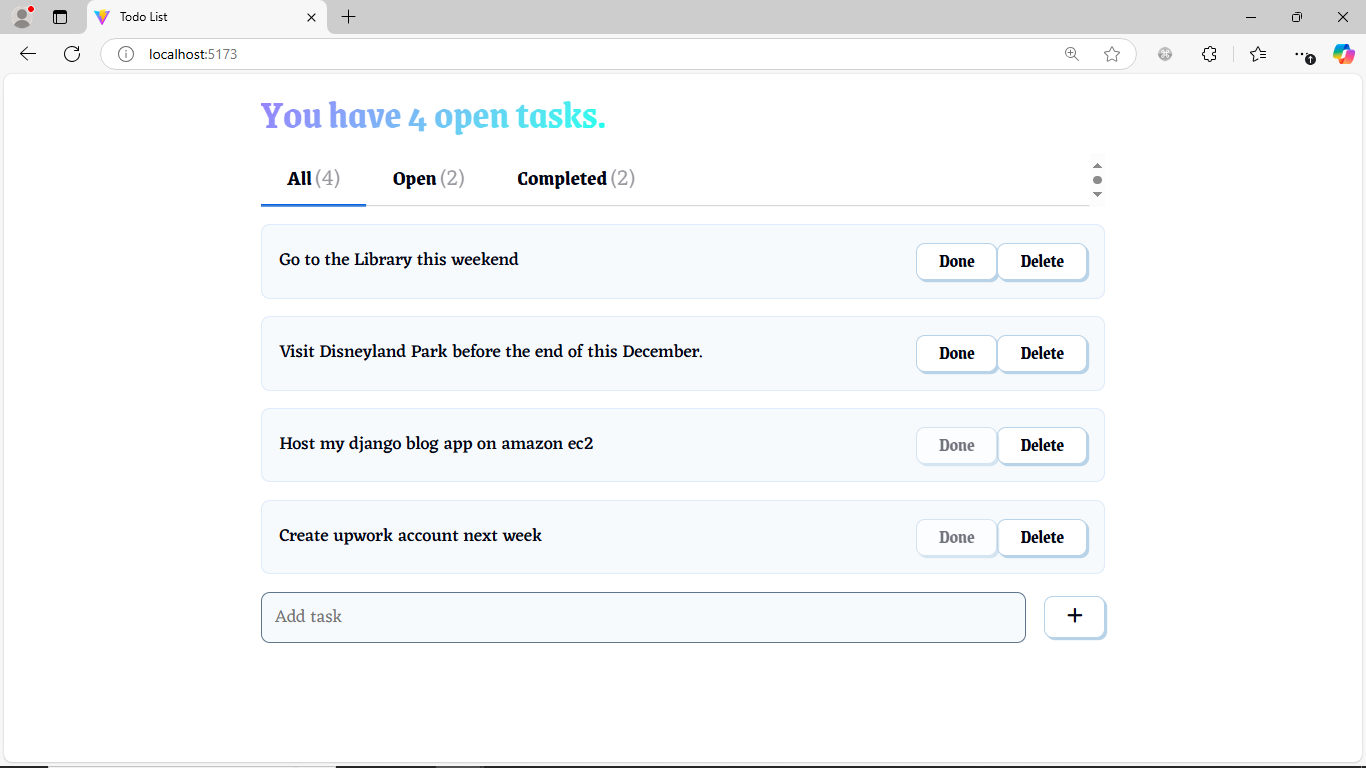 Todo List
localhost:5173
You have 4 open tasks.
All (4) Open (2) Completed (2)
Go to the Library this weekend Done Delete
Visit Disneyland Park before the end of this December. Done Delete
Host my django blog app on amazon ec2 Done Delete
Create upwork account next week Done Delete
Add task +